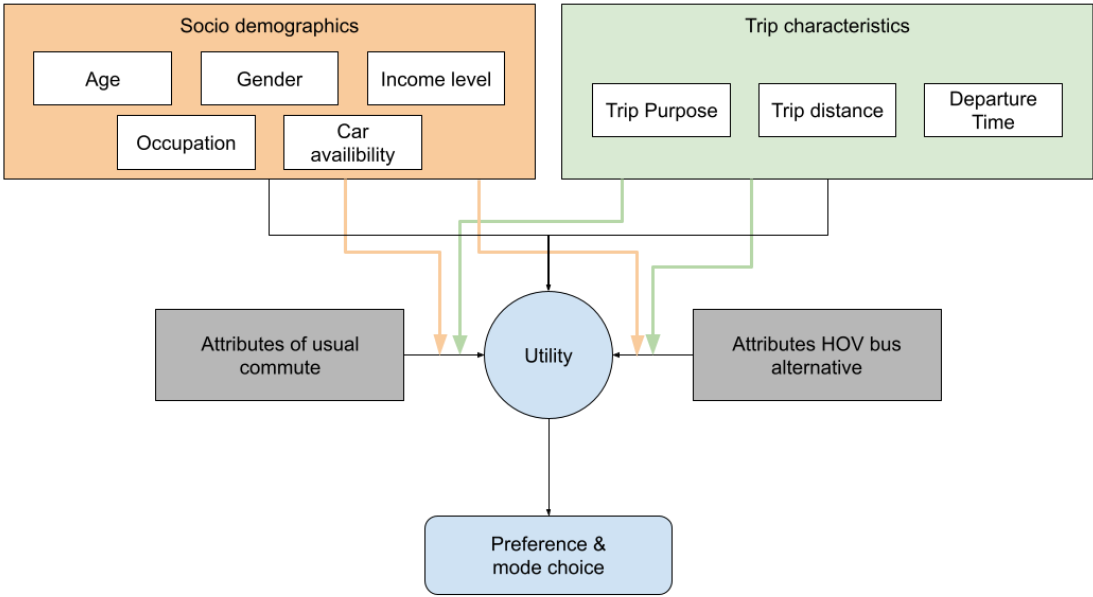 Socio demographics
Age
Gender
Income level
Occupation
Car
availibility
Trip characteristics
Trip Purpose
Trip distance
Departure
Time
Attributes of usual
commute
Utility
Attributes HOV bus
alternative
Preference &
mode choice